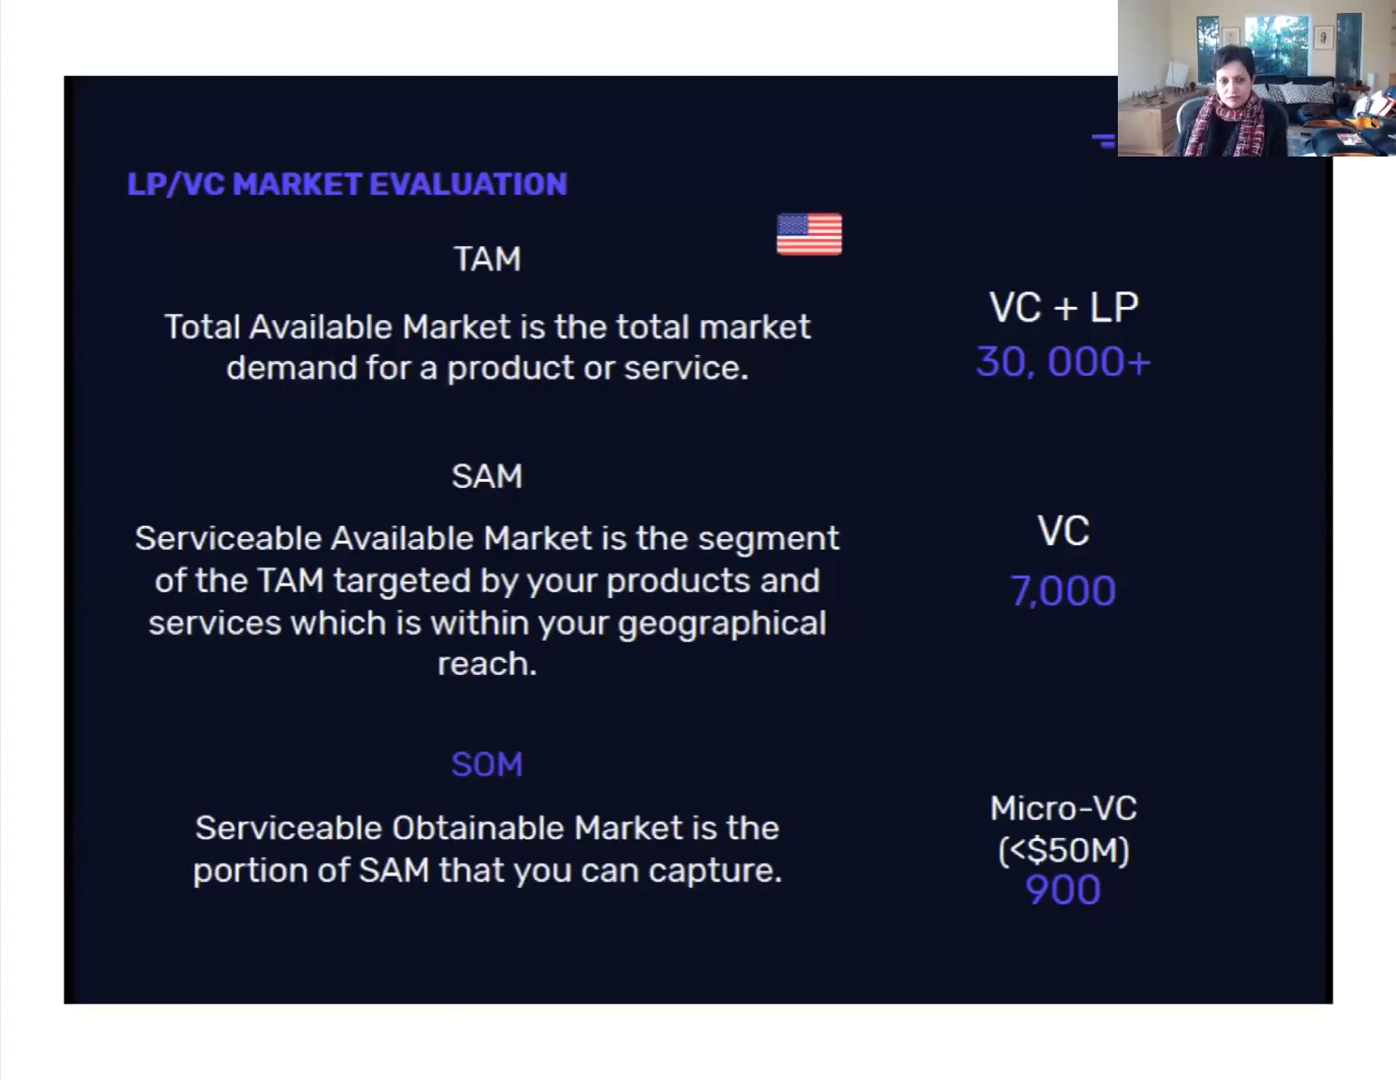 LP/VC MARKET EVALUATION
TAM
Total Available Market is the total market
demand for a product or service.
VC + LP
30, 000+
SAM
Serviceable Available Market is the segment
of the TAM targeted by your products and
services which is within your geographical
reach.
VC
7,000
SOM
Serviceable Obtainable Market is the
portion of SAM that you can capture.
Micro-VC
(<$50M)
900